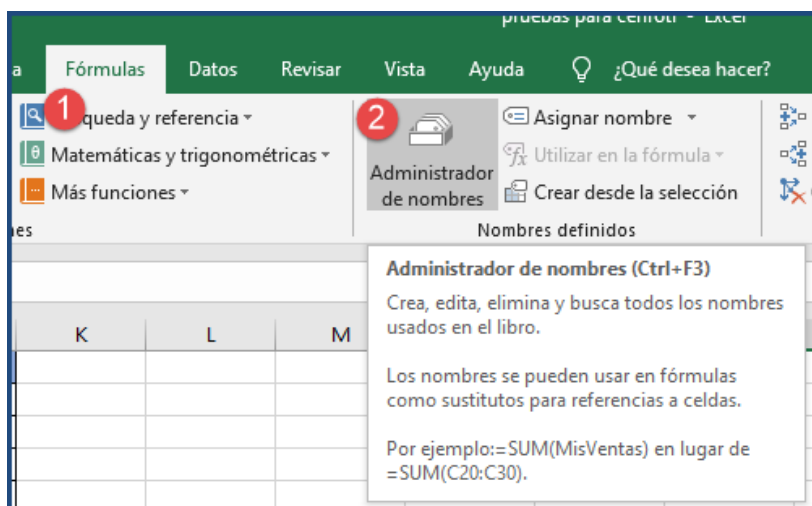 pruebas para cenfoti - Excel
a Fórmulas Datos Revisar Vista Ayuda ¿Qué desea hacer?
1 queda y referencia
2
Asignar nombre
θ Matemáticas y trigonométricas
Administrador
de nombres
fx Utilizar en la fórmula
Más funciones
Crear desde la selección
nes
Nombres definidos
Administrador de nombres (Ctrl+F3)
Crea, edita, elimina y busca todos los nombres
usados en el libro.
K L M
Los nombres se pueden usar en fórmulas
como sustitutos para referencias a celdas.
Por ejemplo:=SUM(MisVentas) en lugar de
=SUM(C20:C30).